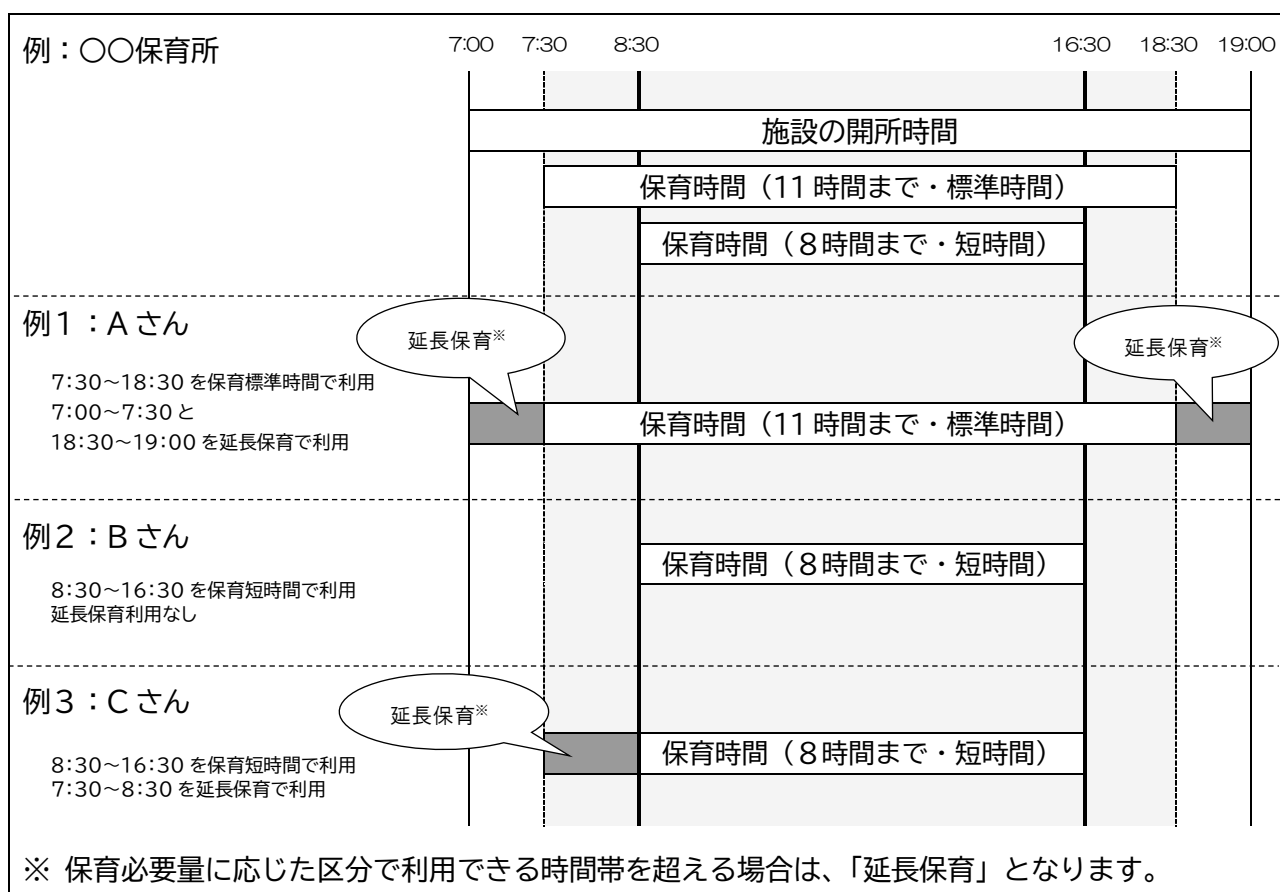 例：〇〇保育所
7:00 7:30 8:30 16:30 18:30 19:00
施設の開所時間
保育時間（11時間まで・標準時間）
保育時間（８時間まで・短時間）
例１：Aさん
延長保育※
延長保育※
7:30～18:30を保育標準時間で利用
7:00～7:30と
18:30～19:00を延長保育で利用
保育時間（11時間まで・標準時間）
例２：Bさん
8:30～16:30を保育短時間で利用
延長保育利用なし
保育時間（８時間まで・短時間）
例３：Cさん
延長保育※
8:30～16:30を保育短時間で利用
7:30～8:30を延長保育で利用
保育時間（８時間まで・短時間）
※ 保育必要量に応じた区分で利用できる時間帯を超える場合は、「延長保育」となります。